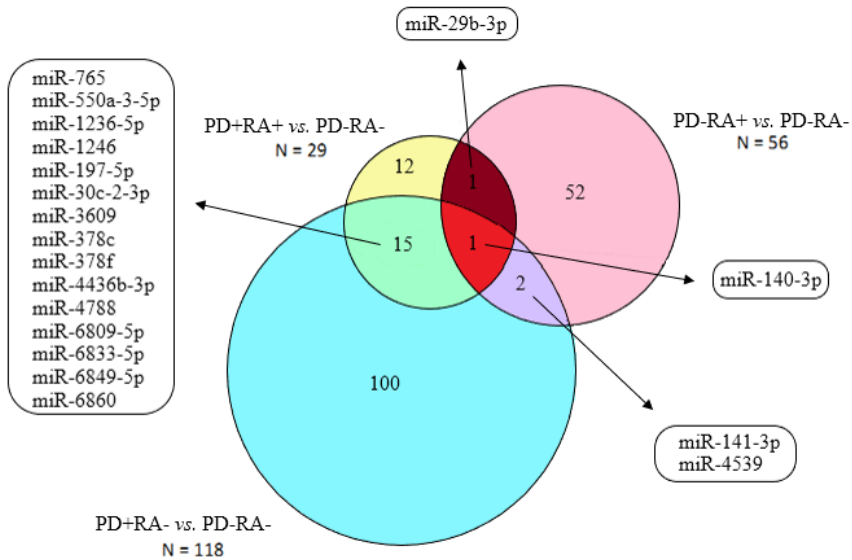 miR-29b-3p
miR-765
miR-550a-3-5p
miR-1236-5p
miR-1246
miR-197-5p
miR-30c-2-3p
miR-3609
miR-378c
miR-378f
miR-4436b-3p
miR-4788
miR-6809-5p
miR-6833-5p
miR-6849-5p
miR-6860
PD+RA+ vs. PD-RA-
N = 29
PD-RA+ vs. PD-RA-
N = 56
12
1
52
15
1
2
miR-140-3p
100
miR-141-3p
miR-4539
PD+RA- vs. PD-RA-
N = 118